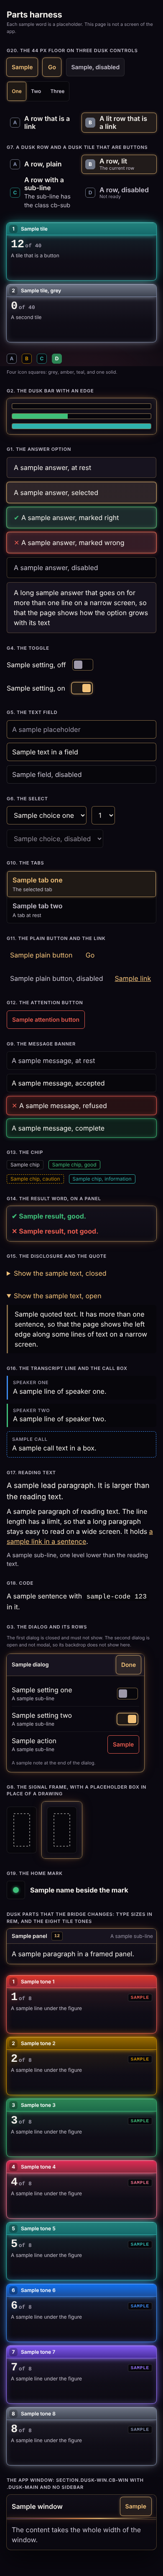 Parts harness
Each sample word is a placeholder. This page is not a screen of the app.
G20. THE 44 PX FLOOR ON THREE DUSK CONTROLS
Sample
Go
Sample, disabled
One
Two
Three
G7. A DUSK ROW AND A DUSK TILE THAT ARE BUTTONS
A
A row that is a link
B
A lit row that is a link
A
A row, plain
B
A row, lit
The current row
C
A row with a sub-line
The sub-line has the class cb-sub
D
A row, disabled
Not ready
1
Sample tile
12 of 40
A tile that is a button
2
Sample tile, grey
0 of 40
A second tile
A
B
C
D
Four icon squares: grey, amber, teal, and one solid.
G2. THE DUSK BAR WITH AN EDGE
G1. THE ANSWER OPTION
A sample answer, at rest
A sample answer, selected
✓ A sample answer, marked right
✕ A sample answer, marked wrong
A sample answer, disabled
A long sample answer that goes on for
more than one line on a narrow screen, so
that the page shows how the option grows
with its text
G4. THE TOGGLE
Sample setting, off
Sample setting, on
G5. THE TEXT FIELD
A sample placeholder
Sample text in a field
Sample field, disabled
G6. THE SELECT
Sample choice one
1
Sample choice, disabled
G10. THE TABS
Sample tab one
The selected tab
Sample tab two
A tab at rest
G11. THE PLAIN BUTTON AND THE LINK
Sample plain button
Go
Sample plain button, disabled
Sample link
G12. THE ATTENTION BUTTON
Sample attention button
G9. THE MESSAGE BANNER
A sample message, at rest
A sample message, accepted
✕ A sample message, refused
A sample message, complete
G13. THE CHIP
Sample chip
Sample chip, good
Sample chip, caution
Sample chip, information
G14. THE RESULT WORD, ON A PANEL
✓ Sample result, good.
✕ Sample result, not good.
G15. THE DISCLOSURE AND THE QUOTE
▶ Show the sample text, closed
▼ Show the sample text, open
Sample quoted text. It has more than one
sentence, so that the page shows the left
edge along some lines of text on a narrow
screen.
G16. THE TRANSCRIPT LINE AND THE CALL BOX
SPEAKER ONE
A sample line of speaker one.
SPEAKER TWO
A sample line of speaker two.
SAMPLE CALL
A sample call text in a box.
G17. READING TEXT
A sample lead paragraph. It is larger than
the reading text.
A sample paragraph of reading text. The line
length has a limit, so that a long paragraph
stays easy to read on a wide screen. It holds a
sample link in a sentence.
A sample sub-line, one level lower than the reading
text.
G18. CODE
A sample sentence with sample-code 123
in it.
G3. THE DIALOG AND ITS ROWS
The first dialog is closed and must not show. The second dialog is
open and not modal, so its backdrop does not show here.
Sample dialog
Done
Sample setting one
A sample sub-line
Sample setting two
A sample sub-line
Sample action
A sample sub-line
Sample
A sample note at the end of the dialog.
G8. THE SIGNAL FRAME, WITH A PLACEHOLDER BOX IN
PLACE OF A DRAWING
G19. THE HOME MARK
Sample name beside the mark
DUSK PARTS THAT THE BRIDGE CHANGES: TYPE SIZES IN
REM, AND THE EIGHT TILE TONES
Sample panel
12
A sample sub-line
A sample paragraph in a framed panel.
1
Sample tone 1
1 of 8
SAMPLE
A sample line under the figure
2
Sample tone 2
2 of 8
SAMPLE
A sample line under the figure
3
Sample tone 3
3 of 8
SAMPLE
A sample line under the figure
4
Sample tone 4
4 of 8
SAMPLE
A sample line under the figure
5
Sample tone 5
5 of 8
SAMPLE
A sample line under the figure
6
Sample tone 6
6 of 8
SAMPLE
A sample line under the figure
7
Sample tone 7
7 of 8
SAMPLE
A sample line under the figure
8
Sample tone 8
8 of 8
SAMPLE
A sample line under the figure
THE APP WINDOW: SECTION.DUSK-WIN.CB-WIN WITH
.DUSK-MAIN AND NO SIDEBAR
Sample window
Sample
The content takes the whole width of the
window.